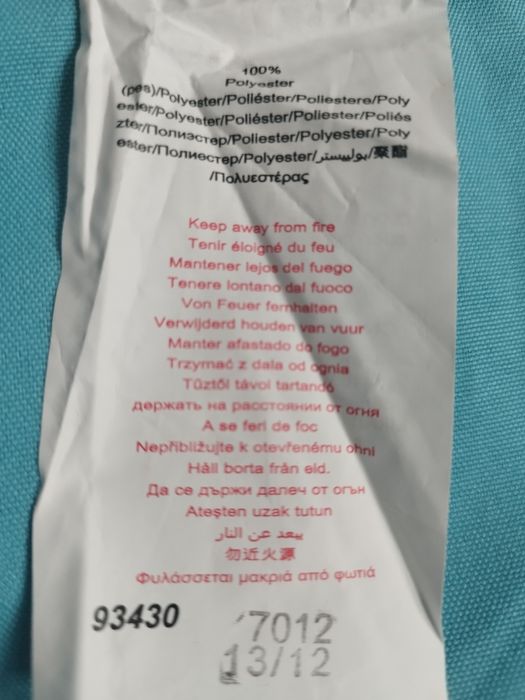 100%
Polyester
(pes)/Polyester/Poliéster/Poliestere/Poly
ester/Polyester/Poliéster/Poliester/Poliés
zter/Полиэстер/Poliester/Polyester/Poly
ester/Полиестер/Polyester/بوليستر/聚酯
/Πολυεστέρας
Keep away from fire
Tenir éloigné du feu
Mantener lejos del fuego
Tenere lontano dal fuoco
Von Feuer fernhalten
Verwijderd houden van vuur
Manter afastado do fogo
Trzymać z dala od ognia
Tűztől távol tartandó
держать на расстоянии от огня
A se feri de foc
Nepřibližujte k otevřenému ohni
Håll borta från eld.
Да се държи далеч от огън
Ateşten uzak tutun
يبعد عن النار
勿近火源
Φυλάσσεται μακριά από φωτιά
93430 7012
13/12